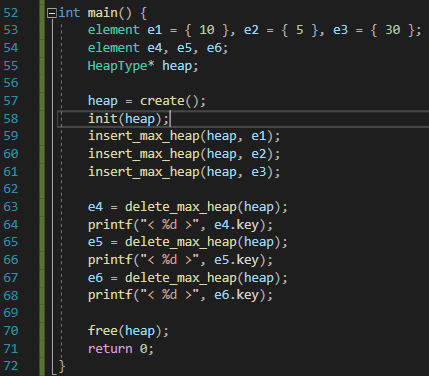 52 int main() {
53 element e1 = { 10 }, e2 = { 5 }, e3 = { 30 };
54 element e4, e5, e6;
55 HeapType* heap;
56
57 heap = create();
58 init(heap);
59 insert_max_heap(heap, e1);
60 insert_max_heap(heap, e2);
61 insert_max_heap(heap, e3);
62
63 e4 = delete_max_heap(heap);
64 printf("< %d >", e4.key);
65 e5 = delete_max_heap(heap);
66 printf("< %d >", e5.key);
67 e6 = delete_max_heap(heap);
68 printf("< %d >", e6.key);
69
70 free(heap);
71 return 0;
72 }